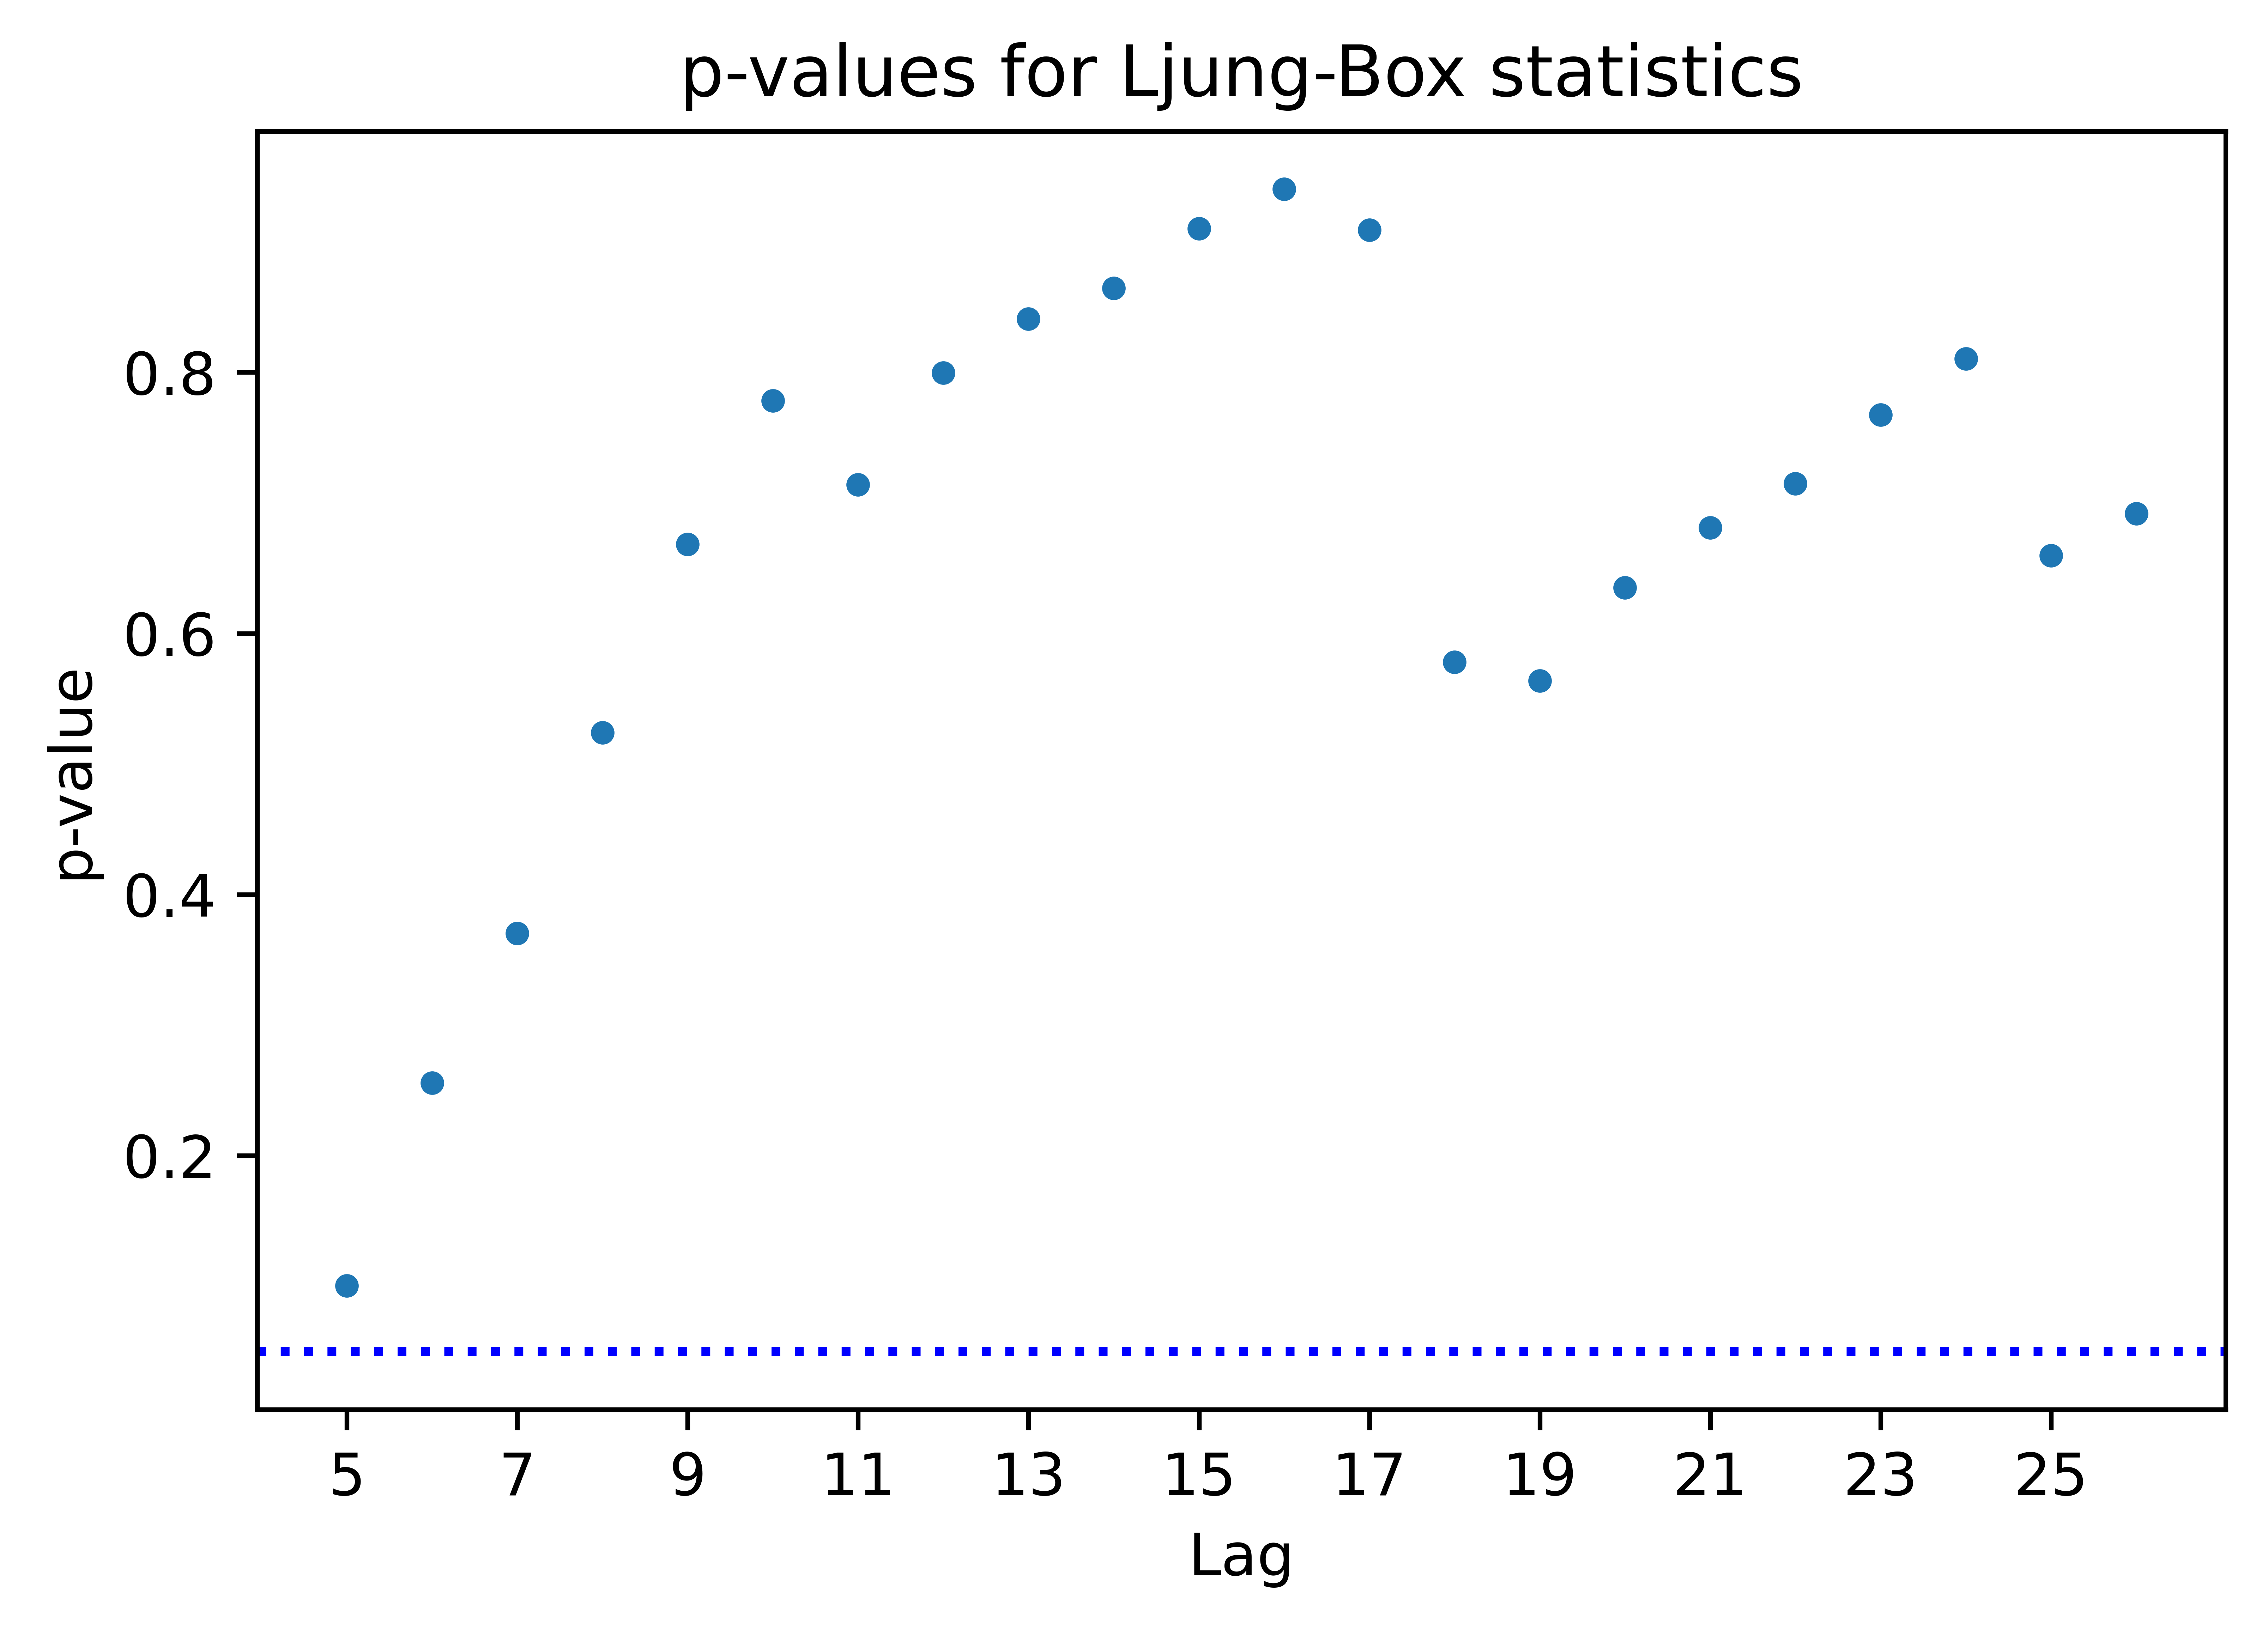 p-values for Ljung-Box statistics
p-value
0.8
0.6
0.4
0.2
5 7 9 11 13 15 17 19 21 23 25
Lag